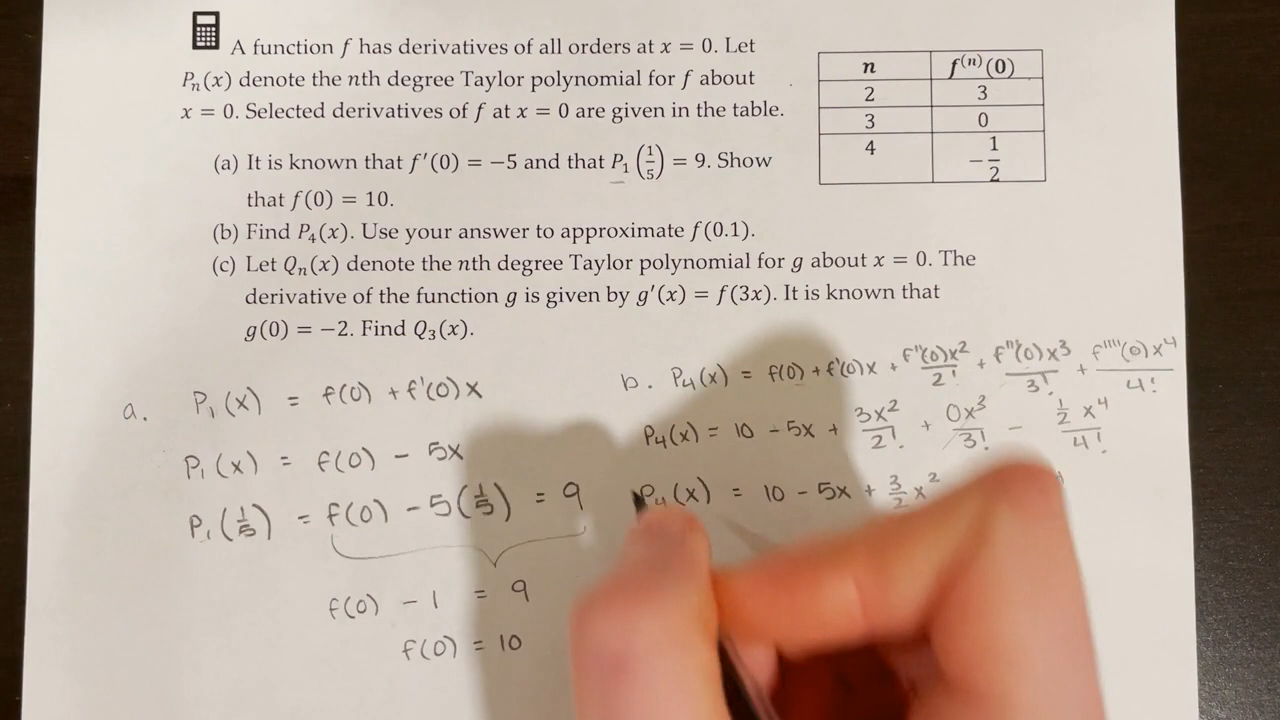 A function f has derivatives of all orders at x = 0. Let
Pₙ(x) denote the nth degree Taylor polynomial for f about
x = 0. Selected derivatives of f at x = 0 are given in the table.
n f⁽ⁿ⁾(0)
2 3
3 0
4 −1/2
(a) It is known that f′(0) = −5 and that P₁(1/5) = 9. Show
that f(0) = 10.
(b) Find P₄(x). Use your answer to approximate f(0.1).
(c) Let Qₙ(x) denote the nth degree Taylor polynomial for g about x = 0. The
derivative of the function g is given by g′(x) = f(3x). It is known that
g(0) = −2. Find Q₃(x).
a. P₁(x) = f(0) + f'(0)x
P₁(x) = f(0) − 5x
P₁(1/5) = f(0) − 5(1/5) = 9
f(0) − 1 = 9
f(0) = 10
b. P₄(x) = f(0) + f'(0)x + f''(0)x²/2! + f'''(0)x³/3! + f''''(0)x⁴/4!
P₄(x) = 10 − 5x + 3x²/2! + 0x³/3! − 1/2 x⁴/4!
P₄(x) = 10 − 5x + 3/2 x²